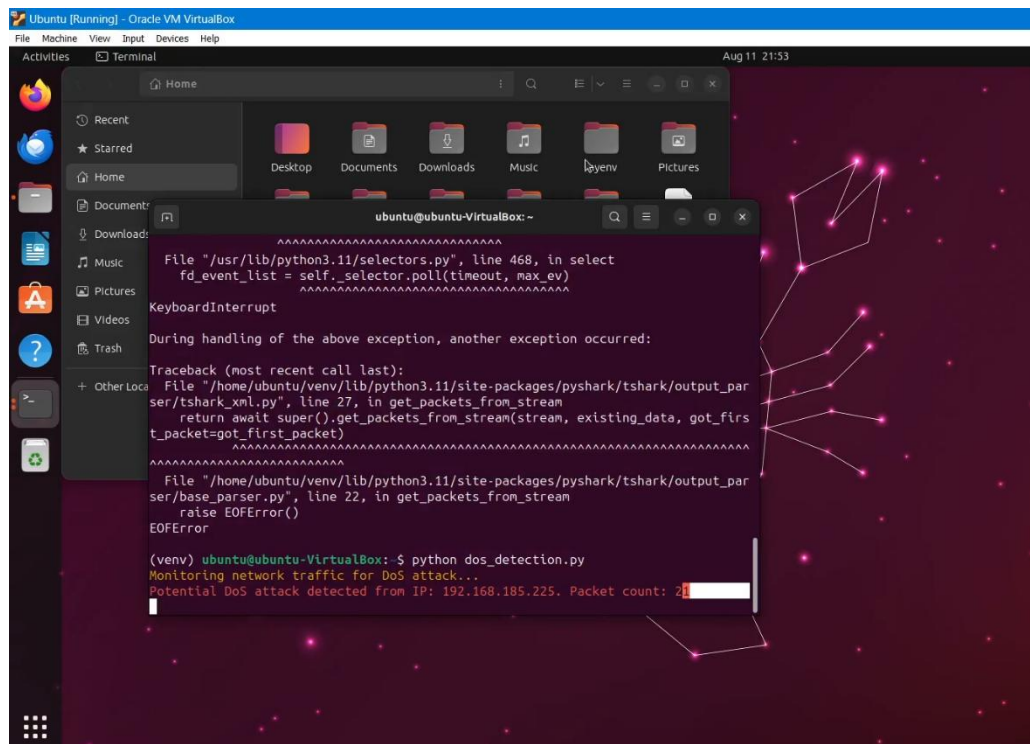 Ubuntu [Running] - Oracle VM VirtualBox
File Machine View Input Devices Help
Activities Terminal Aug 11 21:53
Home
Recent
Starred
Home
Documents
Downloads
Music
Pictures
Videos
Trash
+ Other Loca
Desktop Documents Downloads Music Pictures
ubuntu@ubuntu-VirtualBox: ~
^^^^^^^^^^^^^^^^^^^^^^^^^^^^^^
File "/usr/lib/python3.11/selectors.py", line 468, in select
fd_event_list = self._selector.poll(timeout, max_ev)
^^^^^^^^^^^^^^^^^^^^^^^^^^^^^^^^^^^^
KeyboardInterrupt
During handling of the above exception, another exception occurred:
Traceback (most recent call last):
File "/home/ubuntu/venv/lib/python3.11/site-packages/pyshark/tshark/output_par
ser/tshark_xml.py", line 27, in get_packets_from_stream
return await super().get_packets_from_stream(stream, existing_data, got_firs
t_packet=got_first_packet)
^^^^^^^^^^^^^^^^^^^^^^^^^^^^^^^^^^^^^^^^^^^^^^^^^^^^^^^^^^^^^^^^^^^^^
^^^^^^^^^^^^^^^^^^^^^^^^^^
File "/home/ubuntu/venv/lib/python3.11/site-packages/pyshark/tshark/output_par
ser/base_parser.py", line 22, in get_packets_from_stream
raise EOFError()
EOFError
(venv) ubuntu@ubuntu-VirtualBox:~$ python dos_detection.py
Monitoring network traffic for DoS attack...
Potential DoS attack detected from IP: 192.168.185.225. Packet count: 21